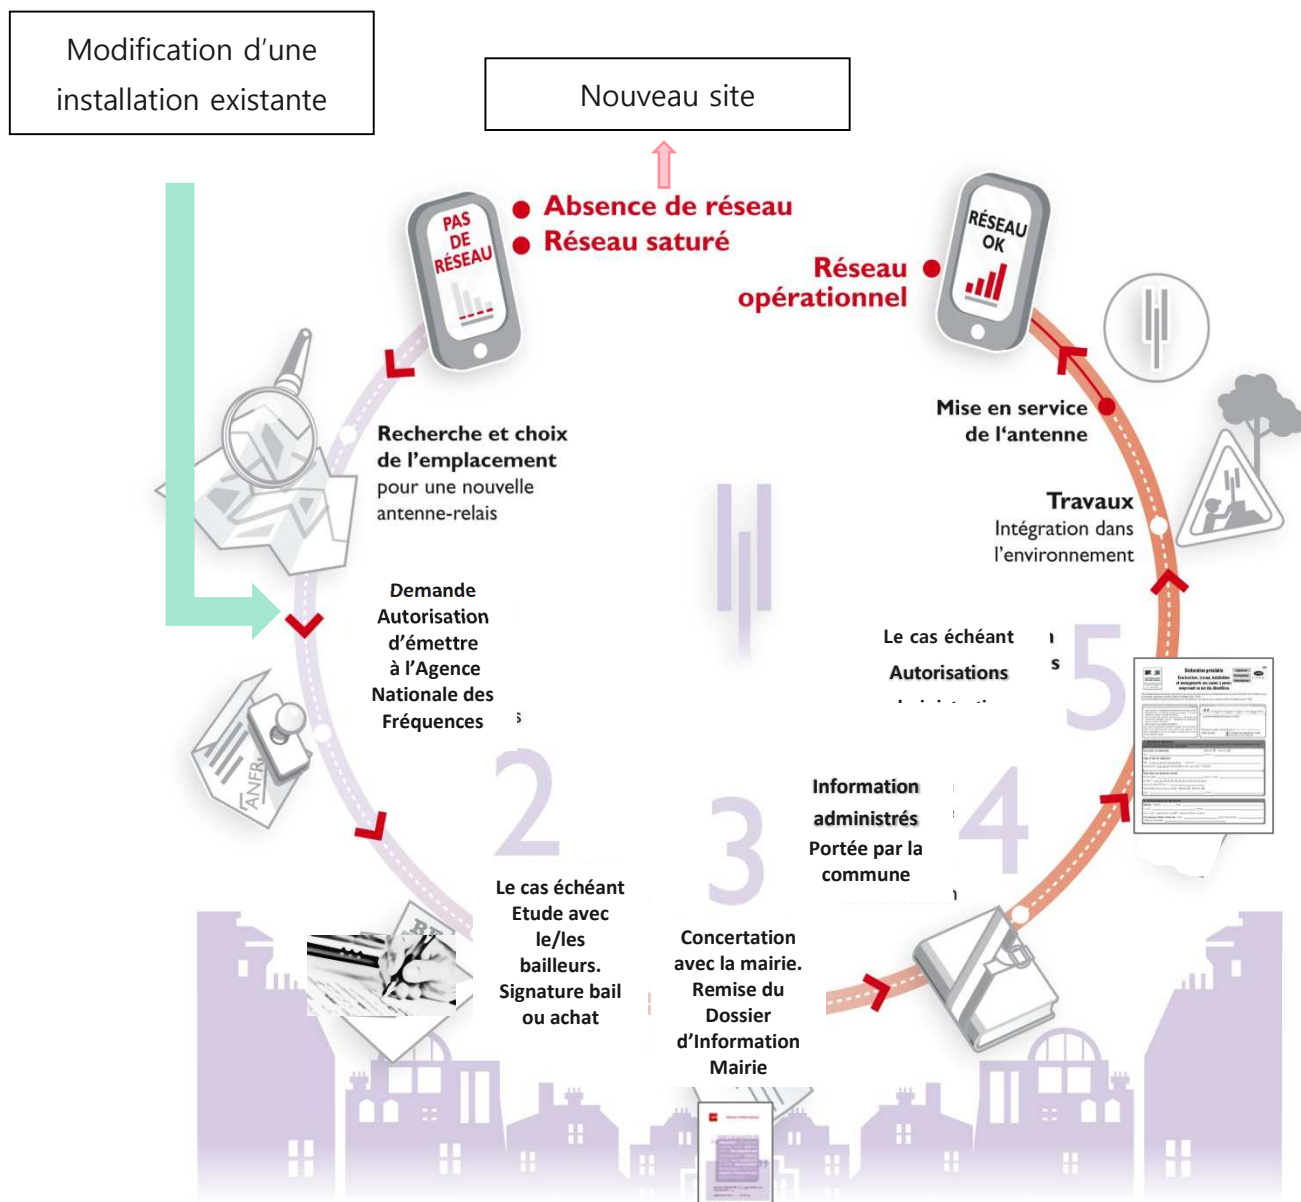 Modification d'une
installation existante
Nouveau site
PAS
DE
RÉSEAU
Absence de réseau
Réseau saturé
RÉSEAU
OK
Réseau
opérationnel
Recherche et choix
de l'emplacement
pour une nouvelle
antenne-relais
Mise en service
de l'antenne
Travaux
Intégration dans
l'environnement
Demande
Autorisation
d'émettre
à l'Agence
Nationale des
Fréquences
ANFR
2
Le cas échéant
Etude avec
le/les
bailleurs.
Signature bail
ou achat
3
Concertation
avec la mairie.
Remise du
Dossier
d'Information
Mairie
4
Information
administrés
Portée par la
commune
5
Le cas échéant
Autorisations
Déclaration préalable